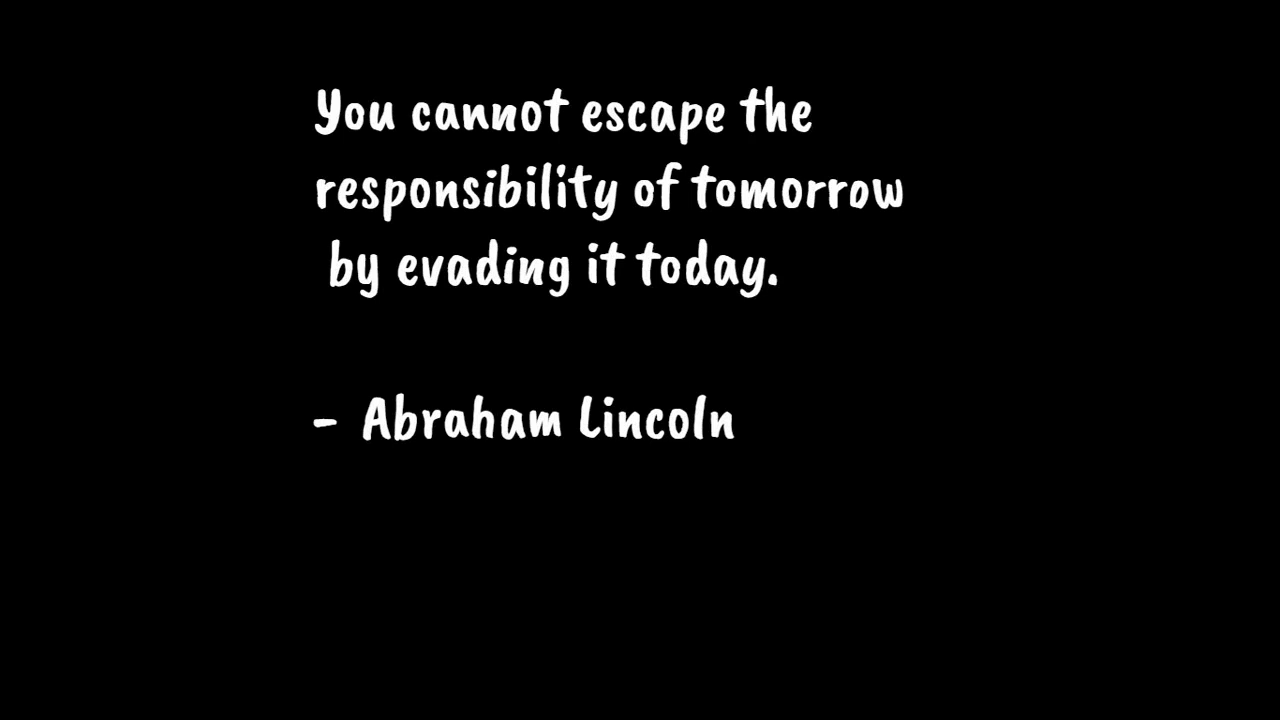 You cannot escape the
responsibility of tomorrow
by evading it today.
- Abraham Lincoln